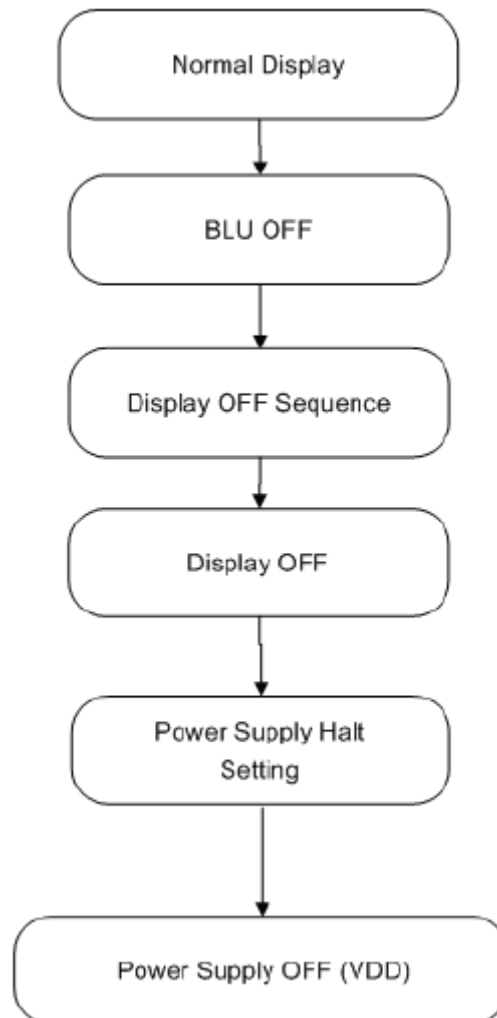 Normal Display
BLU OFF
Display OFF Sequence
Display OFF
Power Supply Halt
Setting
Power Supply OFF (VDD)